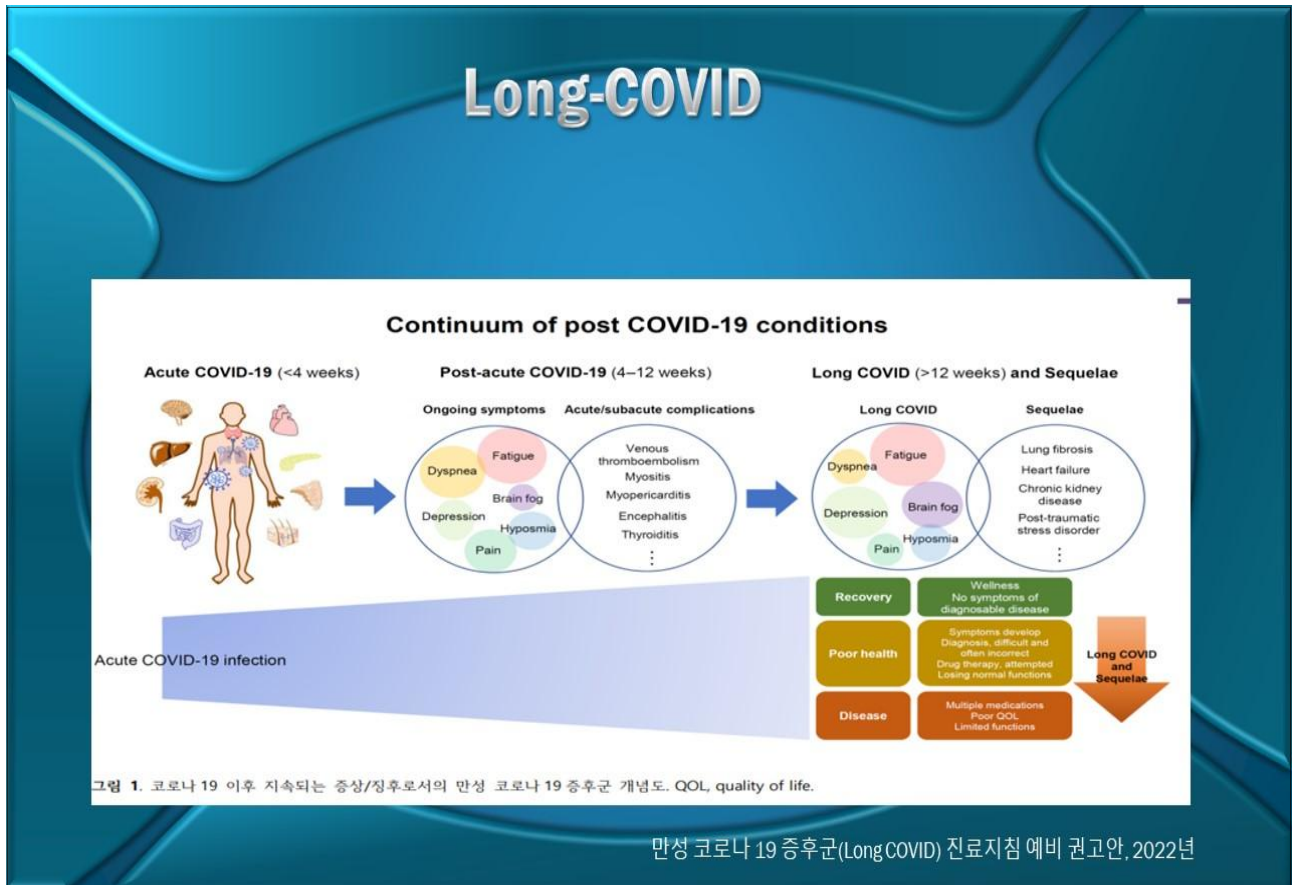 Long-COVID
Continuum of post COVID-19 conditions
Acute COVID-19 (<4 weeks)
Post-acute COVID-19 (4–12 weeks)
Long COVID (>12 weeks) and Sequelae
Ongoing symptoms
Dyspnea
Fatigue
Brain fog
Depression
Hyposmia
Pain
Acute/subacute complications
Venous
thromboembolism
Myositis
Myopericarditis
Encephalitis
Thyroiditis
⋮
Long COVID
Dyspnea
Fatigue
Depression
Brain fog
Hyposmia
Pain
Sequelae
Lung fibrosis
Heart failure
Chronic kidney
disease
Post-traumatic
stress disorder
⋮
Acute COVID-19 infection
Recovery
Wellness
No symptoms of
diagnosable disease
Poor health
Symptoms develop
Diagnosis, difficult and
often incorrect
Drug therapy, attempted
Losing normal functions
Disease
Multiple medications
Poor QOL
Limited functions
Long COVID
and
Sequelae
그림 1. 코로나 19 이후 지속되는 증상/징후로서의 만성 코로나 19 증후군 개념도. QOL, quality of life.
만성 코로나 19 증후군(Long COVID) 진료지침 예비 권고안, 2022년